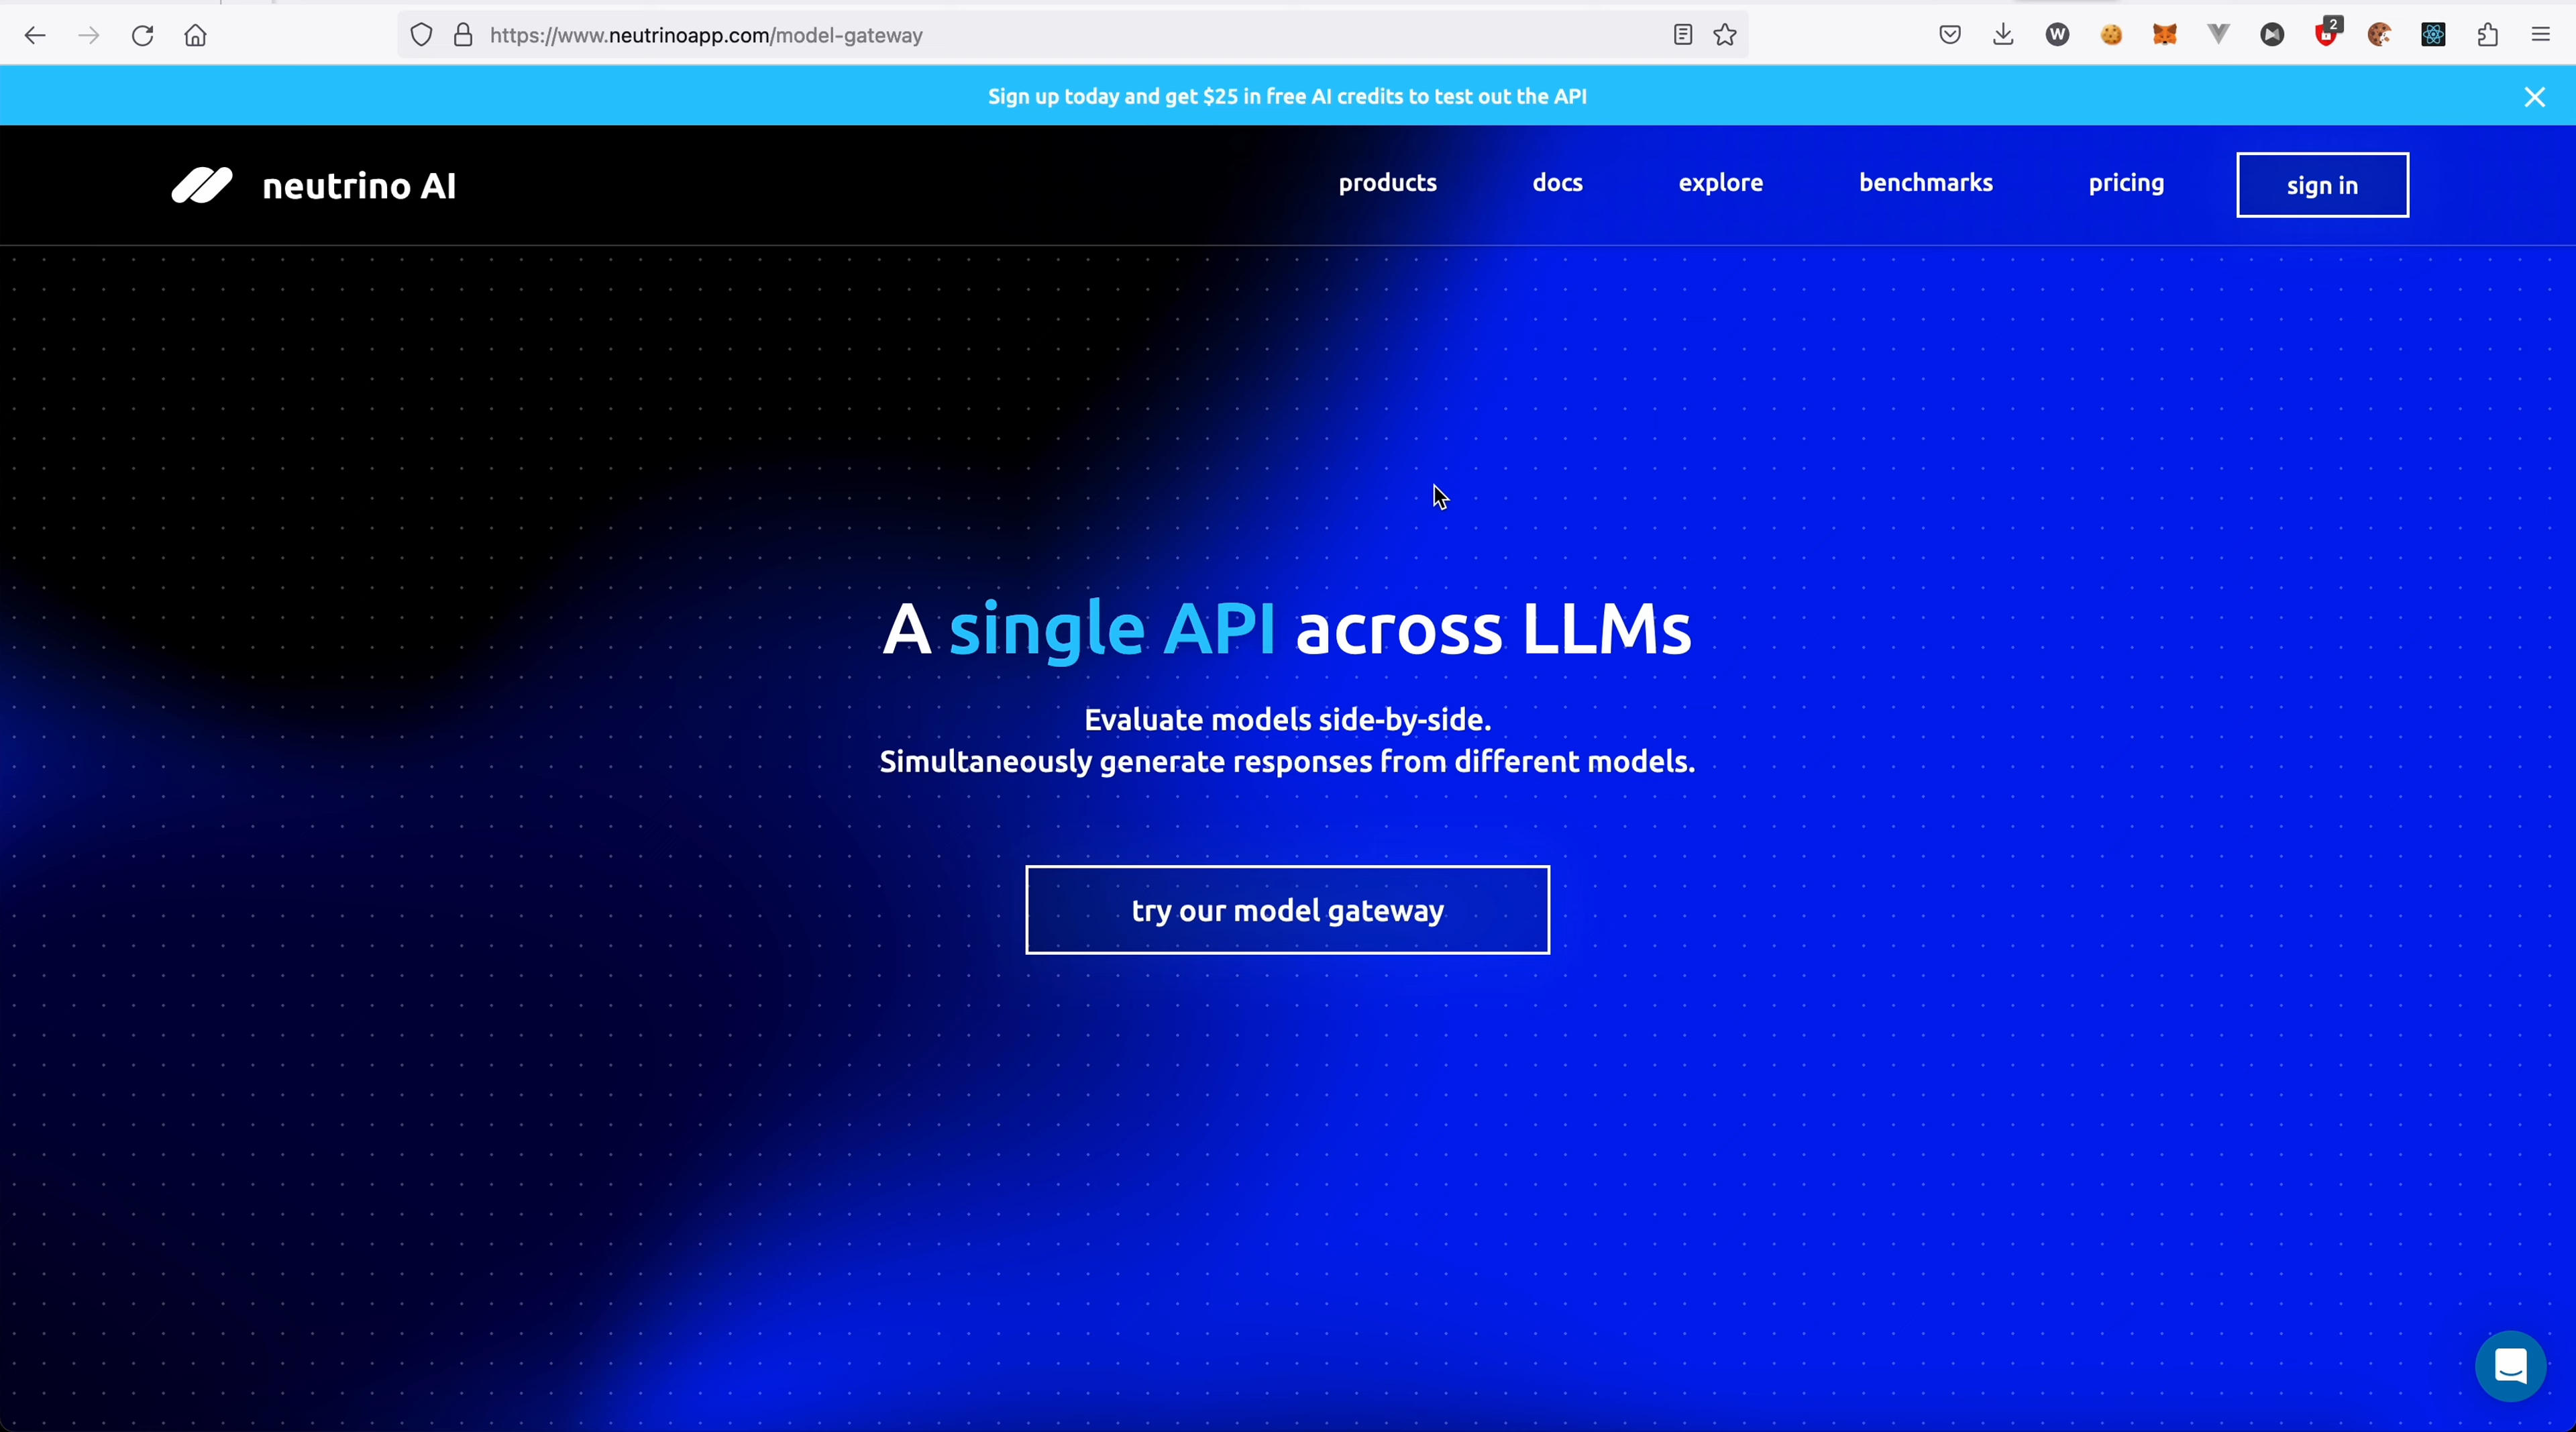 https://www.neutrinoapp.com/model-gateway
W
2
Sign up today and get $25 in free AI credits to test out the API
neutrino AI
products
docs
explore
benchmarks
pricing
sign in
A single API across LLMs
Evaluate models side-by-side.
Simultaneously generate responses from different models.
try our model gateway